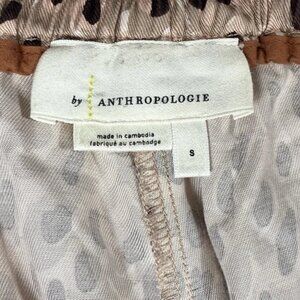 by ANTHROPOLOGIE
made in cambodia
fabriqué au cambodge
S